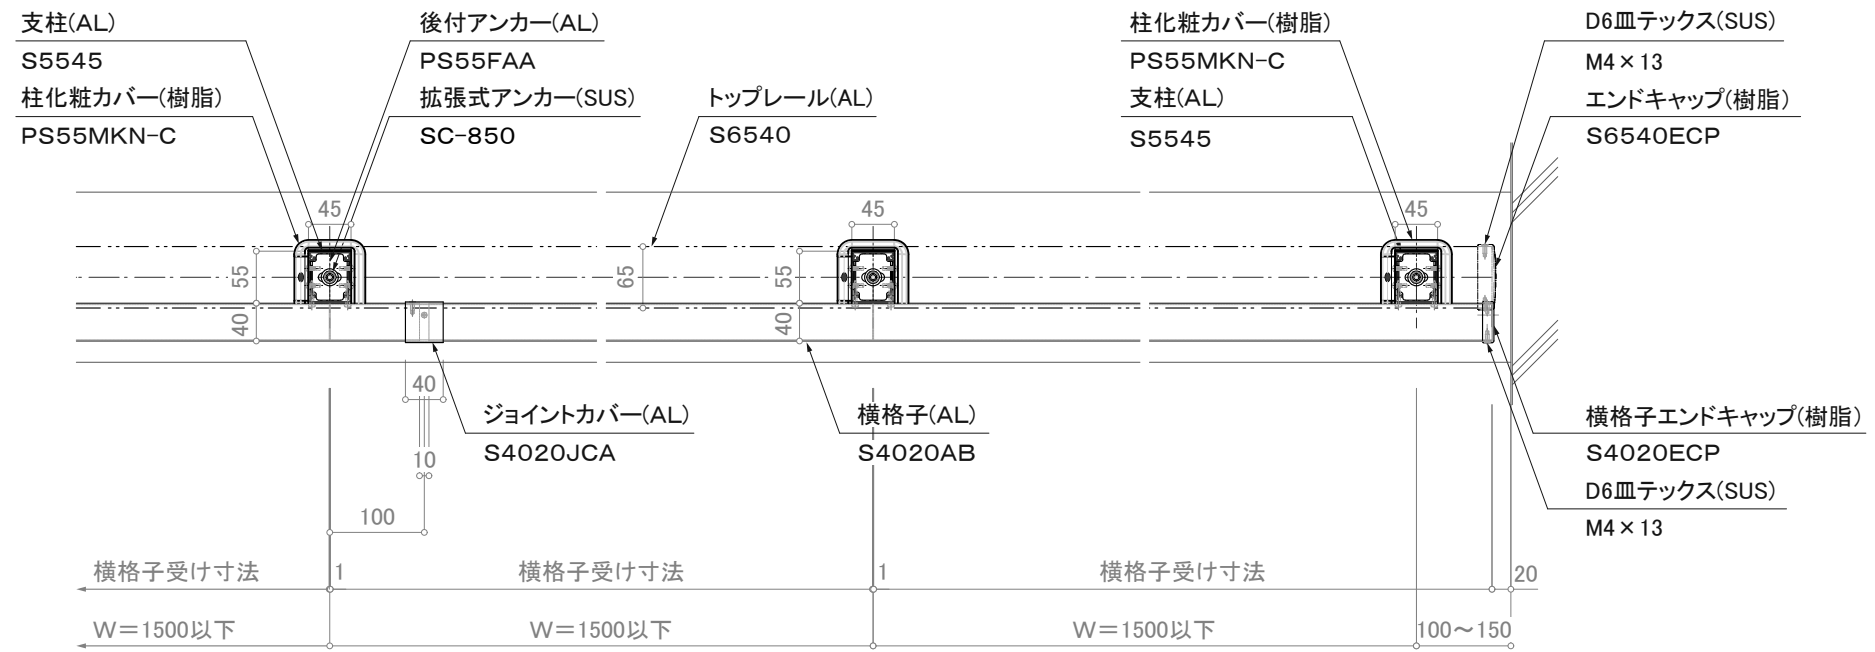 支柱(AL)
S5545
柱化粧カバー(樹脂)
PS55MKN-C
後付アンカー(AL)
PS55FAA
拡張式アンカー(SUS)
SC-850
トップレール(AL)
S6540
柱化粧カバー(樹脂)
PS55MKN-C
支柱(AL)
S5545
D6皿テックス(SUS)
M4×13
エンドキャップ(樹脂)
S6540ECP
45
45
45
55
65
55
40
40
40
10
100
ジョイントカバー(AL)
S4020JCA
横格子(AL)
S4020AB
横格子エンドキャップ(樹脂)
S4020ECP
D6皿テックス(SUS)
M4×13
横格子受け寸法
1
横格子受け寸法
1
横格子受け寸法
20
W=1500以下
W=1500以下
W=1500以下
100～150